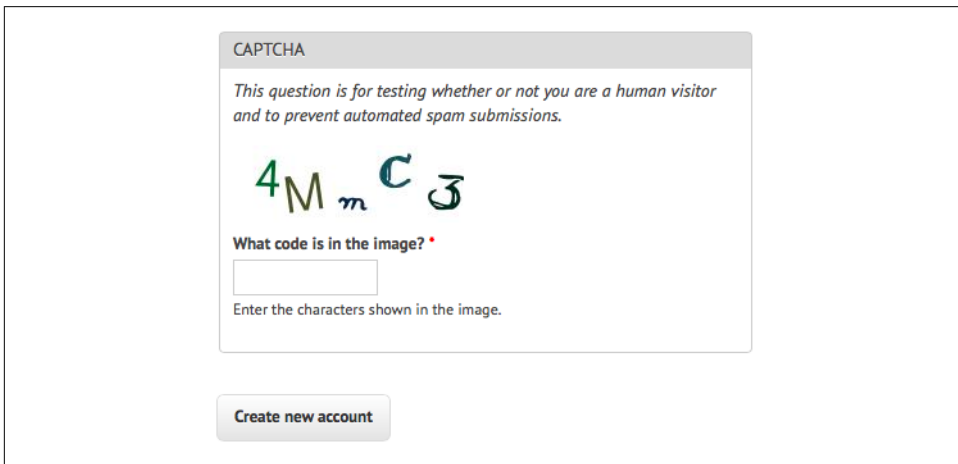 CAPTCHA
This question is for testing whether or not you are a human visitor
and to prevent automated spam submissions.
4MmC3
What code is in the image? *
Enter the characters shown in the image.
Create new account